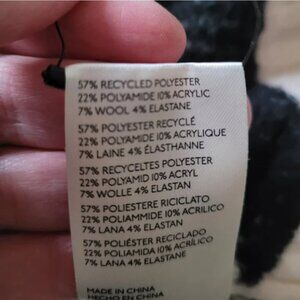 57% RECYCLED POLYESTER
22% POLYAMIDE 10% ACRYLIC
7% WOOL 4% ELASTANE
57% POLYESTER RECYCLÉ
22% POLYAMIDE 10% ACRYLIQUE
7% LAINE 4% ÉLASTHANNE
57% RECYCELTES POLYESTER
22% POLYAMID 10% ACRYL
7% WOLLE 4% ELASTAN
57% POLIESTERE RICICLATO
22% POLIAMMIDE 10% ACRILICO
7% LANA 4% ELASTAN
57% POLIÉSTER RECICLADO
22% POLIAMIDA 10% ACRÍLICO
7% LANA 4% ELASTAN
MADE IN CHINA
HECHO EN CHINA